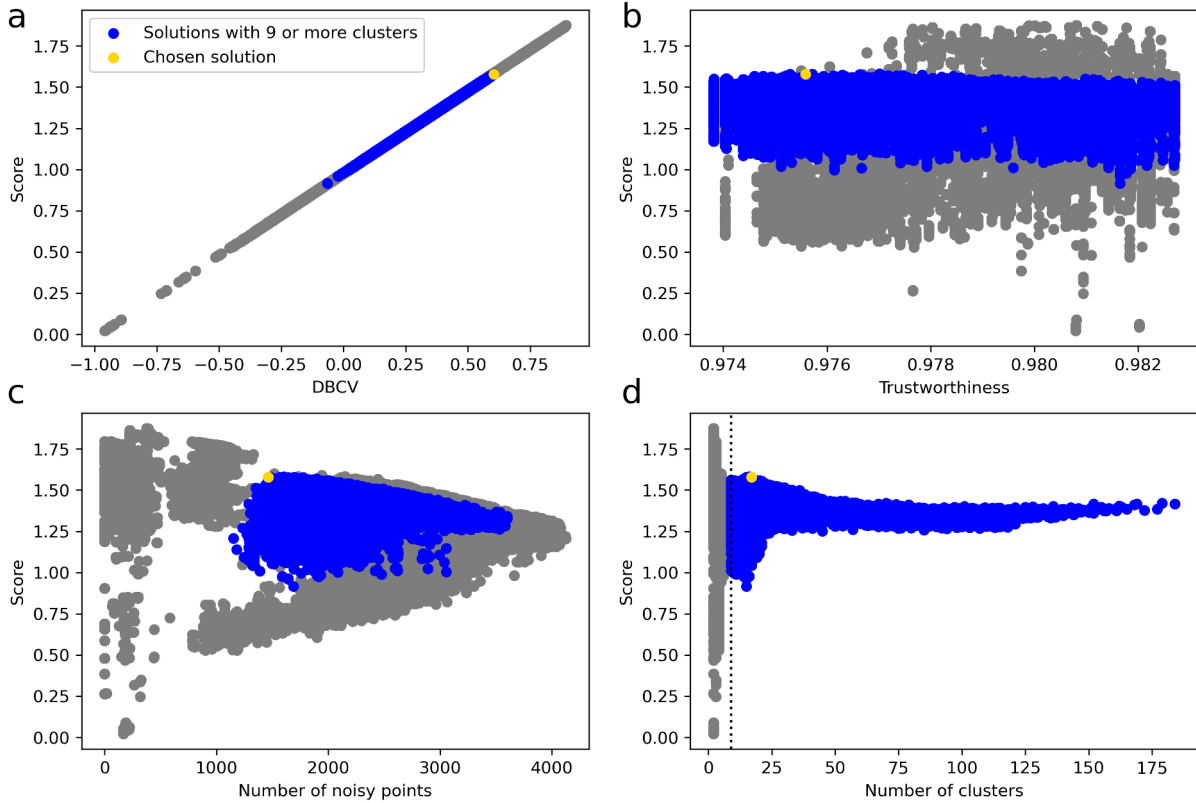 a
Score
1.75
1.50
1.25
1.00
0.75
0.50
0.25
0.00
Solutions with 9 or more clusters
Chosen solution
−1.00 −0.75 −0.50 −0.25 0.00 0.25 0.50 0.75
DBCV
b
Score
1.75
1.50
1.25
1.00
0.75
0.50
0.25
0.00
0.974 0.976 0.978 0.980 0.982
Trustworthiness
c
Score
1.75
1.50
1.25
1.00
0.75
0.50
0.25
0.00
0 1000 2000 3000 4000
Number of noisy points
d
Score
1.75
1.50
1.25
1.00
0.75
0.50
0.25
0.00
0 25 50 75 100 125 150 175
Number of clusters